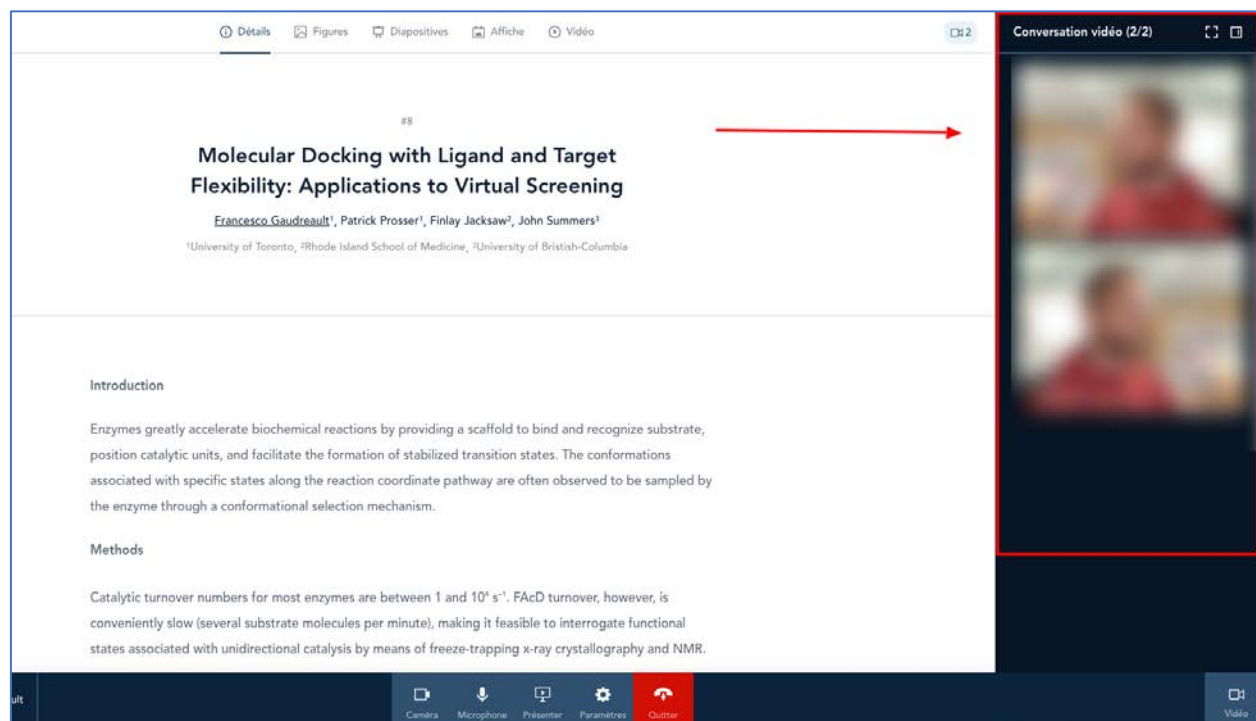 Détails Figures Diapositives Affiche Vidéo 2 Conversation vidéo (2/2)
#8
Molecular Docking with Ligand and Target
Flexibility: Applications to Virtual Screening
Francesco Gaudreault¹, Patrick Prosser¹, Finlay Jacksaw², John Summers³
¹University of Toronto, ²Rhode Island School of Medicine, ³University of Bristish-Columbia
Introduction
Enzymes greatly accelerate biochemical reactions by providing a scaffold to bind and recognize substrate,
position catalytic units, and facilitate the formation of stabilized transition states. The conformations
associated with specific states along the reaction coordinate pathway are often observed to be sampled by
the enzyme through a conformational selection mechanism.
Methods
Catalytic turnover numbers for most enzymes are between 1 and 10⁴ s⁻¹. FAcD turnover, however, is
conveniently slow (several substrate molecules per minute), making it feasible to interrogate functional
states associated with unidirectional catalysis by means of freeze-trapping x-ray crystallography and NMR.
ult Caméra Microphone Présenter Paramètres Quitter Vidéo